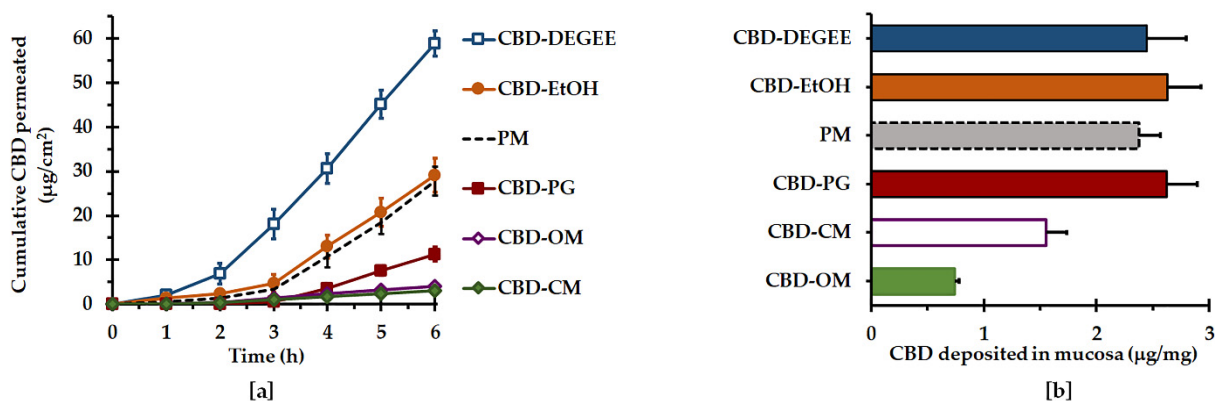 Cumulative CBD permeated
(µg/cm²)
60
50
40
30
20
10
0
0 1 2 3 4 5 6
Time (h)
CBD-DEGEE
CBD-EtOH
PM
CBD-PG
CBD-OM
CBD-CM
[a]
CBD-DEGEE
CBD-EtOH
PM
CBD-PG
CBD-CM
CBD-OM
0 1 2 3
CBD deposited in mucosa (µg/mg)
[b]